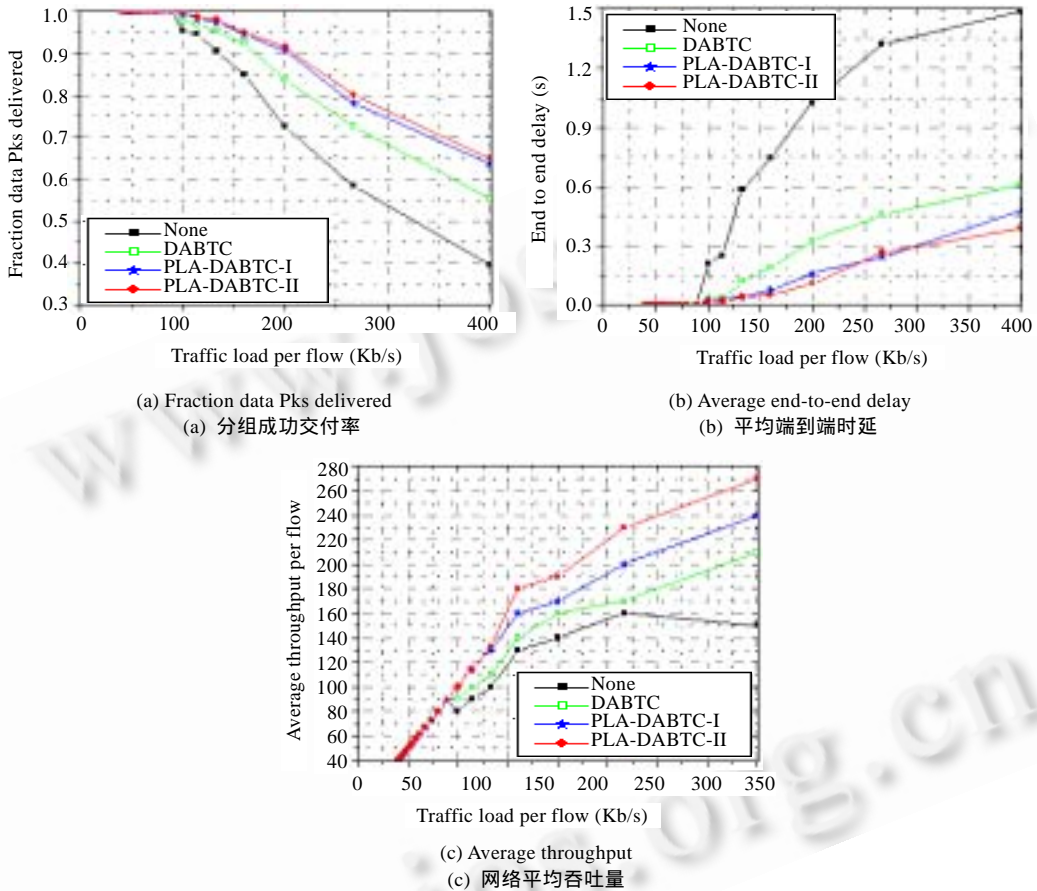 1.0
0.9
0.8
0.7
0.6
0.5
0.4
0.3
Fraction data Pks delivered
None
DABTC
PLA-DABTC-I
PLA-DABTC-II
0 100 200 300 400
Traffic load per flow (Kb/s)
(a) Fraction data Pks delivered
(a) 分组成功交付率
1.5
1.2
0.9
0.6
0.3
0.0
End to end delay (s)
None
DABTC
PLA-DABTC-I
PLA-DABTC-II
0 50 100 150 200 250 300 350 400
Traffic load per flow (Kb/s)
(b) Average end-to-end delay
(b) 平均端到端时延
280
260
240
220
200
180
160
140
120
100
80
60
40
Average throughput per flow
None
DABTC
PLA-DABTC-I
PLA-DABTC-II
0 50 100 150 200 250 300 350
Traffic load per flow (Kb/s)
(c) Average throughput
(c) 网络平均吞吐量